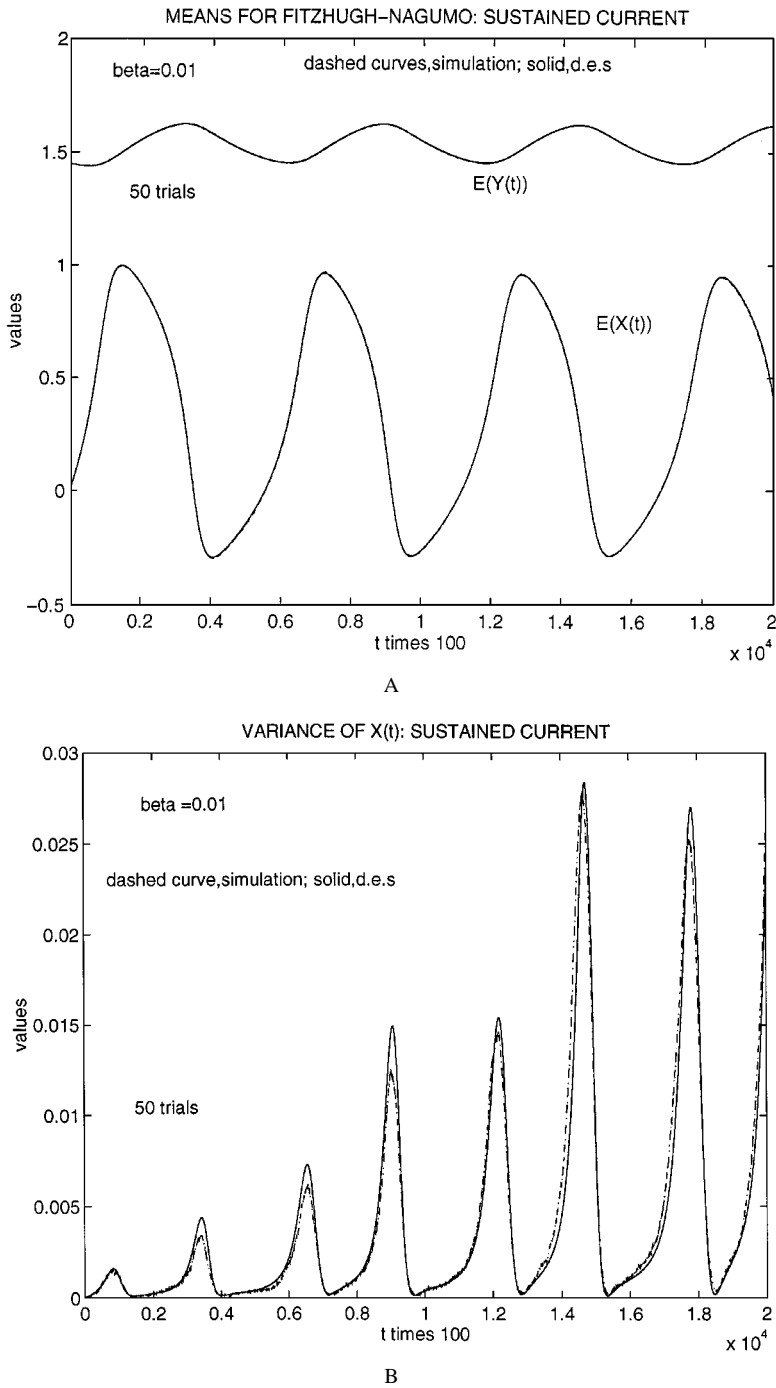 MEANS FOR FITZHUGH-NAGUMO: SUSTAINED CURRENT
2
beta=0.01
dashed curves,simulation; solid,d.e.s
1.5
50 trials
E(Y(t))
1
values
E(X(t))
0.5
0
-0.5
0 0.2 0.4 0.6 0.8 1 1.2 1.4 1.6 1.8 2
t times 100
x 10^4
A
VARIANCE OF X(t): SUSTAINED CURRENT
0.03
beta =0.01
0.025
dashed curve,simulation; solid,d.e.s
0.02
values
0.015
50 trials
0.01
0.005
0
0 0.2 0.4 0.6 0.8 1 1.2 1.4 1.6 1.8 2
t times 100
x 10^4
B